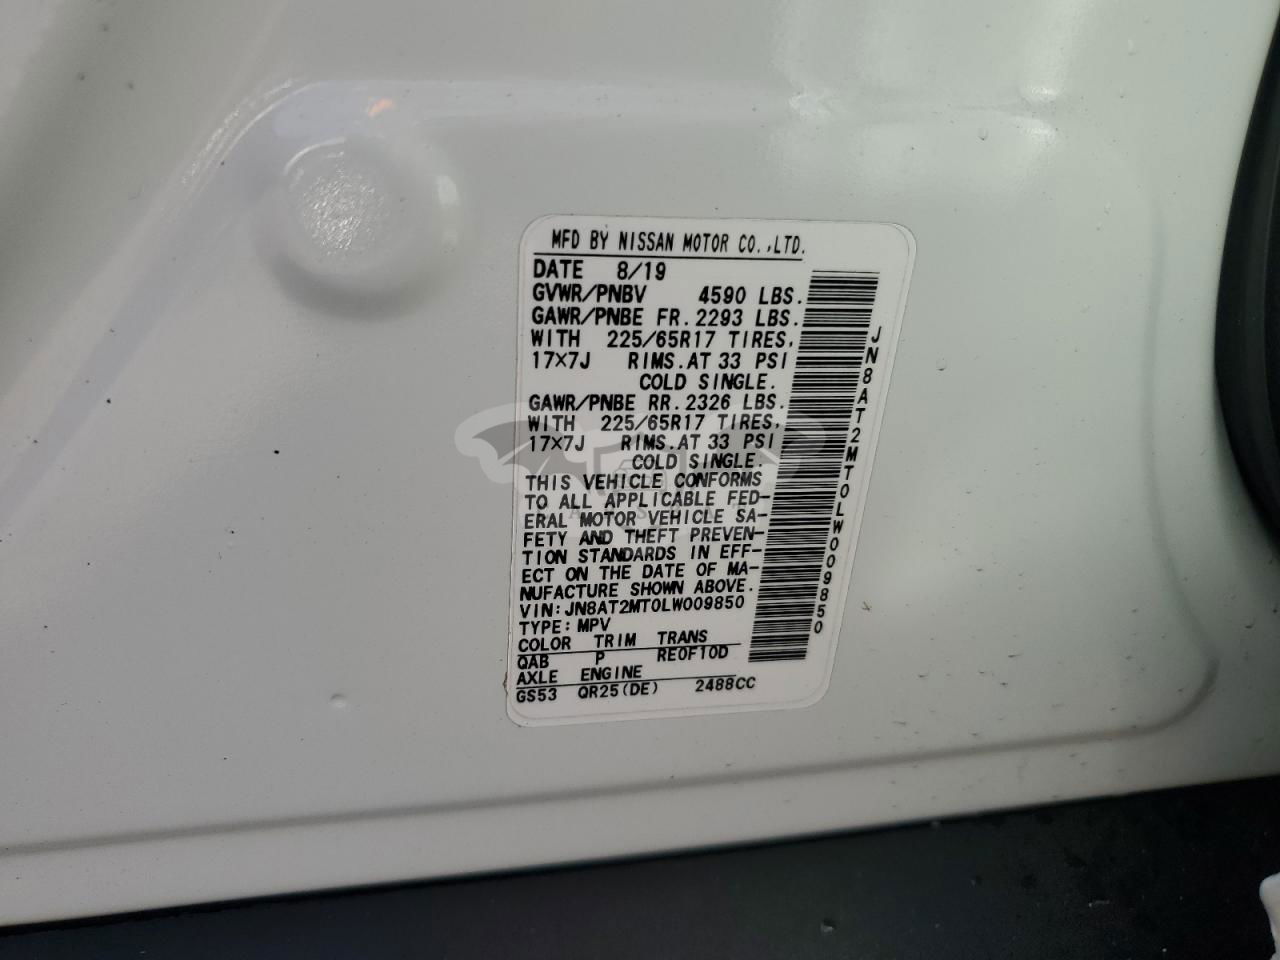 MFD BY NISSAN MOTOR CO.,LTD.
DATE 8/19
GVWR/PNBV 4590 LBS.
GAWR/PNBE FR. 2293 LBS.
WITH 225/65R17 TIRES,
17×7J RIMS. AT 33 PSI
COLD SINGLE.
GAWR/PNBE RR. 2326 LBS.
WITH 225/65R17 TIRES,
17×7J RIMS. AT 33 PSI
COLD SINGLE.
THIS VEHICLE CONFORMS
TO ALL APPLICABLE FED-
ERAL MOTOR VEHICLE SA-
FETY AND THEFT PREVEN-
TION STANDARDS IN EFF-
ECT ON THE DATE OF MA-
NUFACTURE SHOWN ABOVE.
VIN: JN8AT2MT0LW009850
TYPE: MPV
COLOR TRIM TRANS
QAB P RE0F10D
AXLE ENGINE
GS53 QR25(DE) 2488CC
JN8AT2MT0LW009850